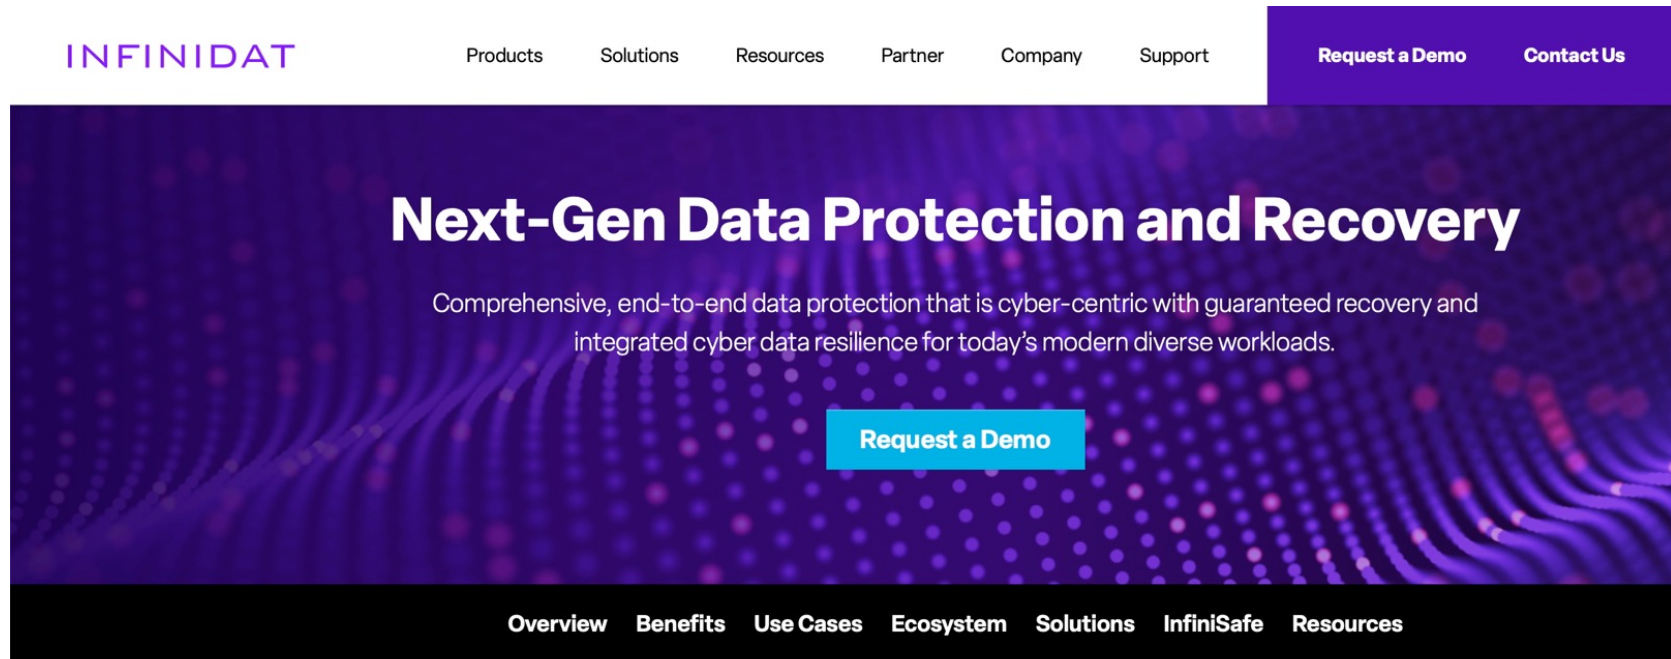 INFINIDAT
Products Solutions Resources Partner Company Support Request a Demo Contact Us
Next-Gen Data Protection and Recovery
Comprehensive, end-to-end data protection that is cyber-centric with guaranteed recovery and
integrated cyber data resilience for today's modern diverse workloads.
Request a Demo
Overview Benefits Use Cases Ecosystem Solutions InfiniSafe Resources